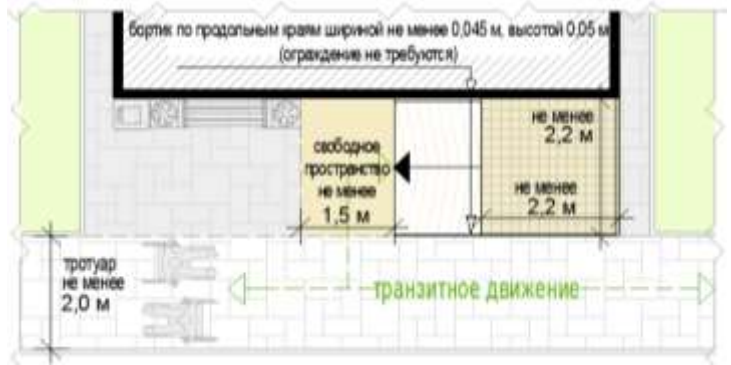 бортик по продольным краям шириной не менее 0,045 м, высотой 0,05 м
(ограждение не требуются)
не менее
2,2 м
свободное
пространство
не менее
1,5 м
не менее
2,2 м
тротуар
не менее
2,0 м
транзитное движение